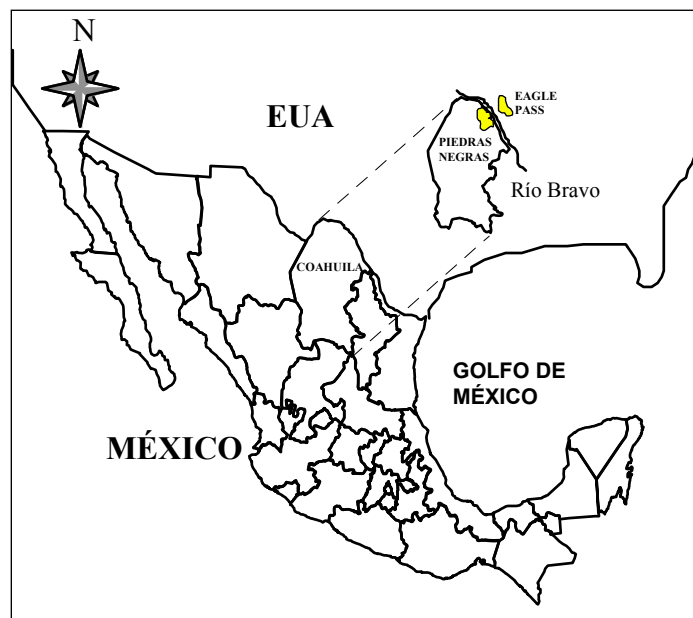 N
EUA
EAGLE
PASS
PIEDRAS
NEGRAS
Río Bravo
COAHUILA
GOLFO DE
MÉXICO
MÉXICO